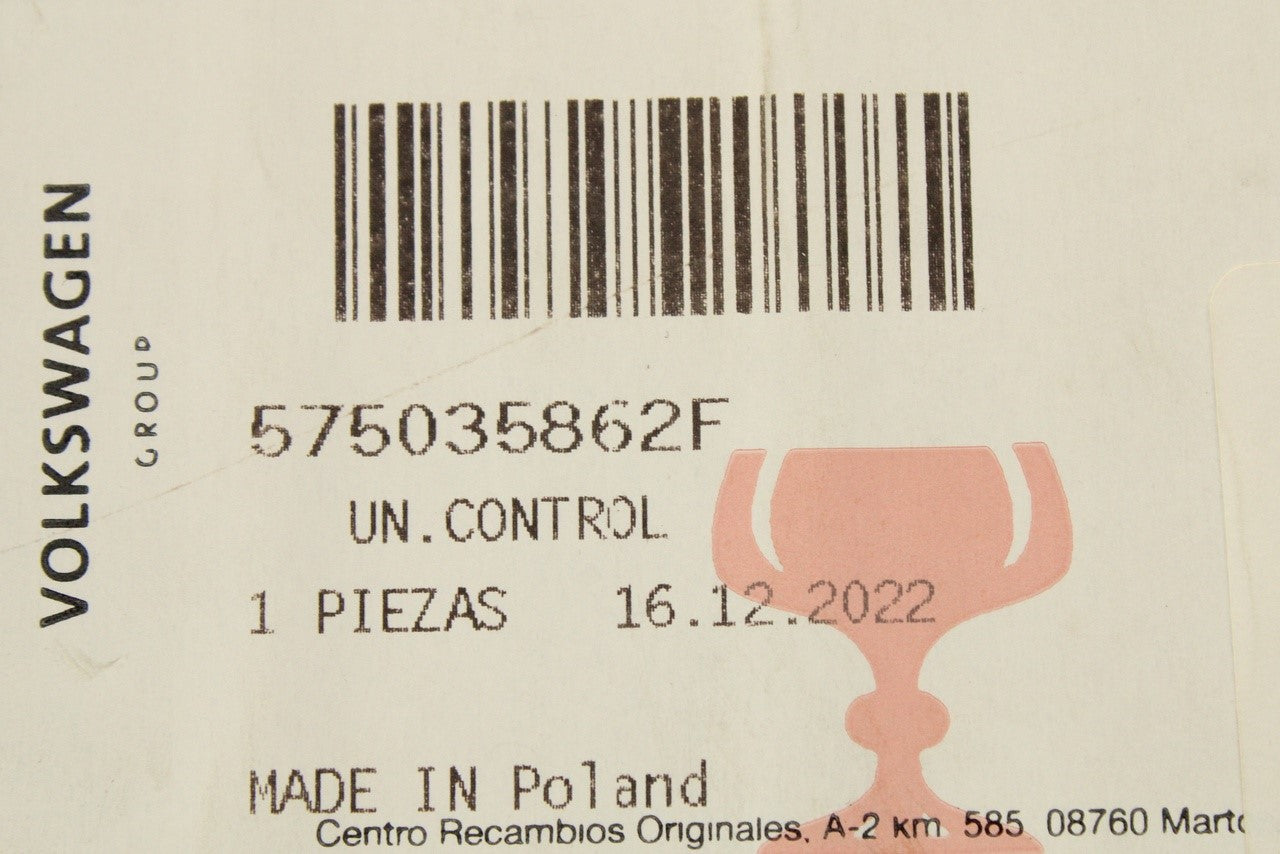 VOLKSWAGEN
GROUP
575035862F
UN.CONTROL
1 PIEZAS 16.12.2022
MADE IN Poland
Centro Recambios Originales, A-2 km 585 08760